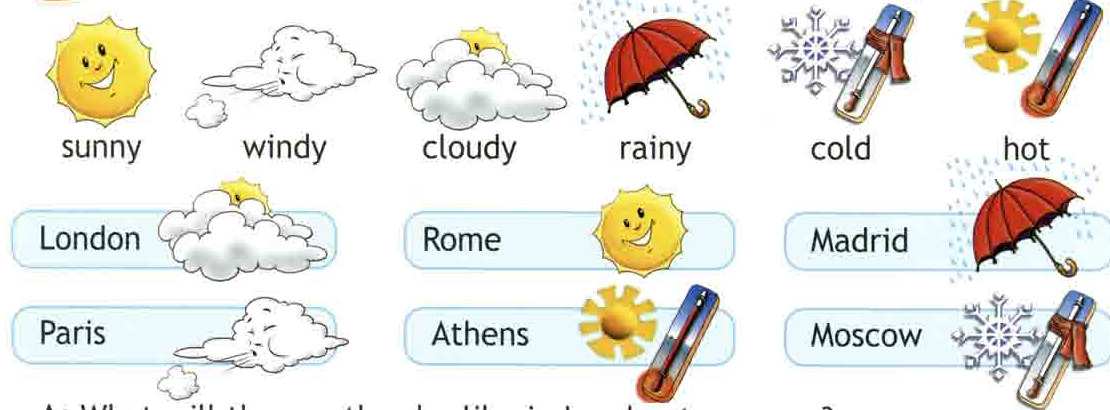 sunny windy cloudy rainy cold hot
London Rome Madrid
Paris Athens Moscow